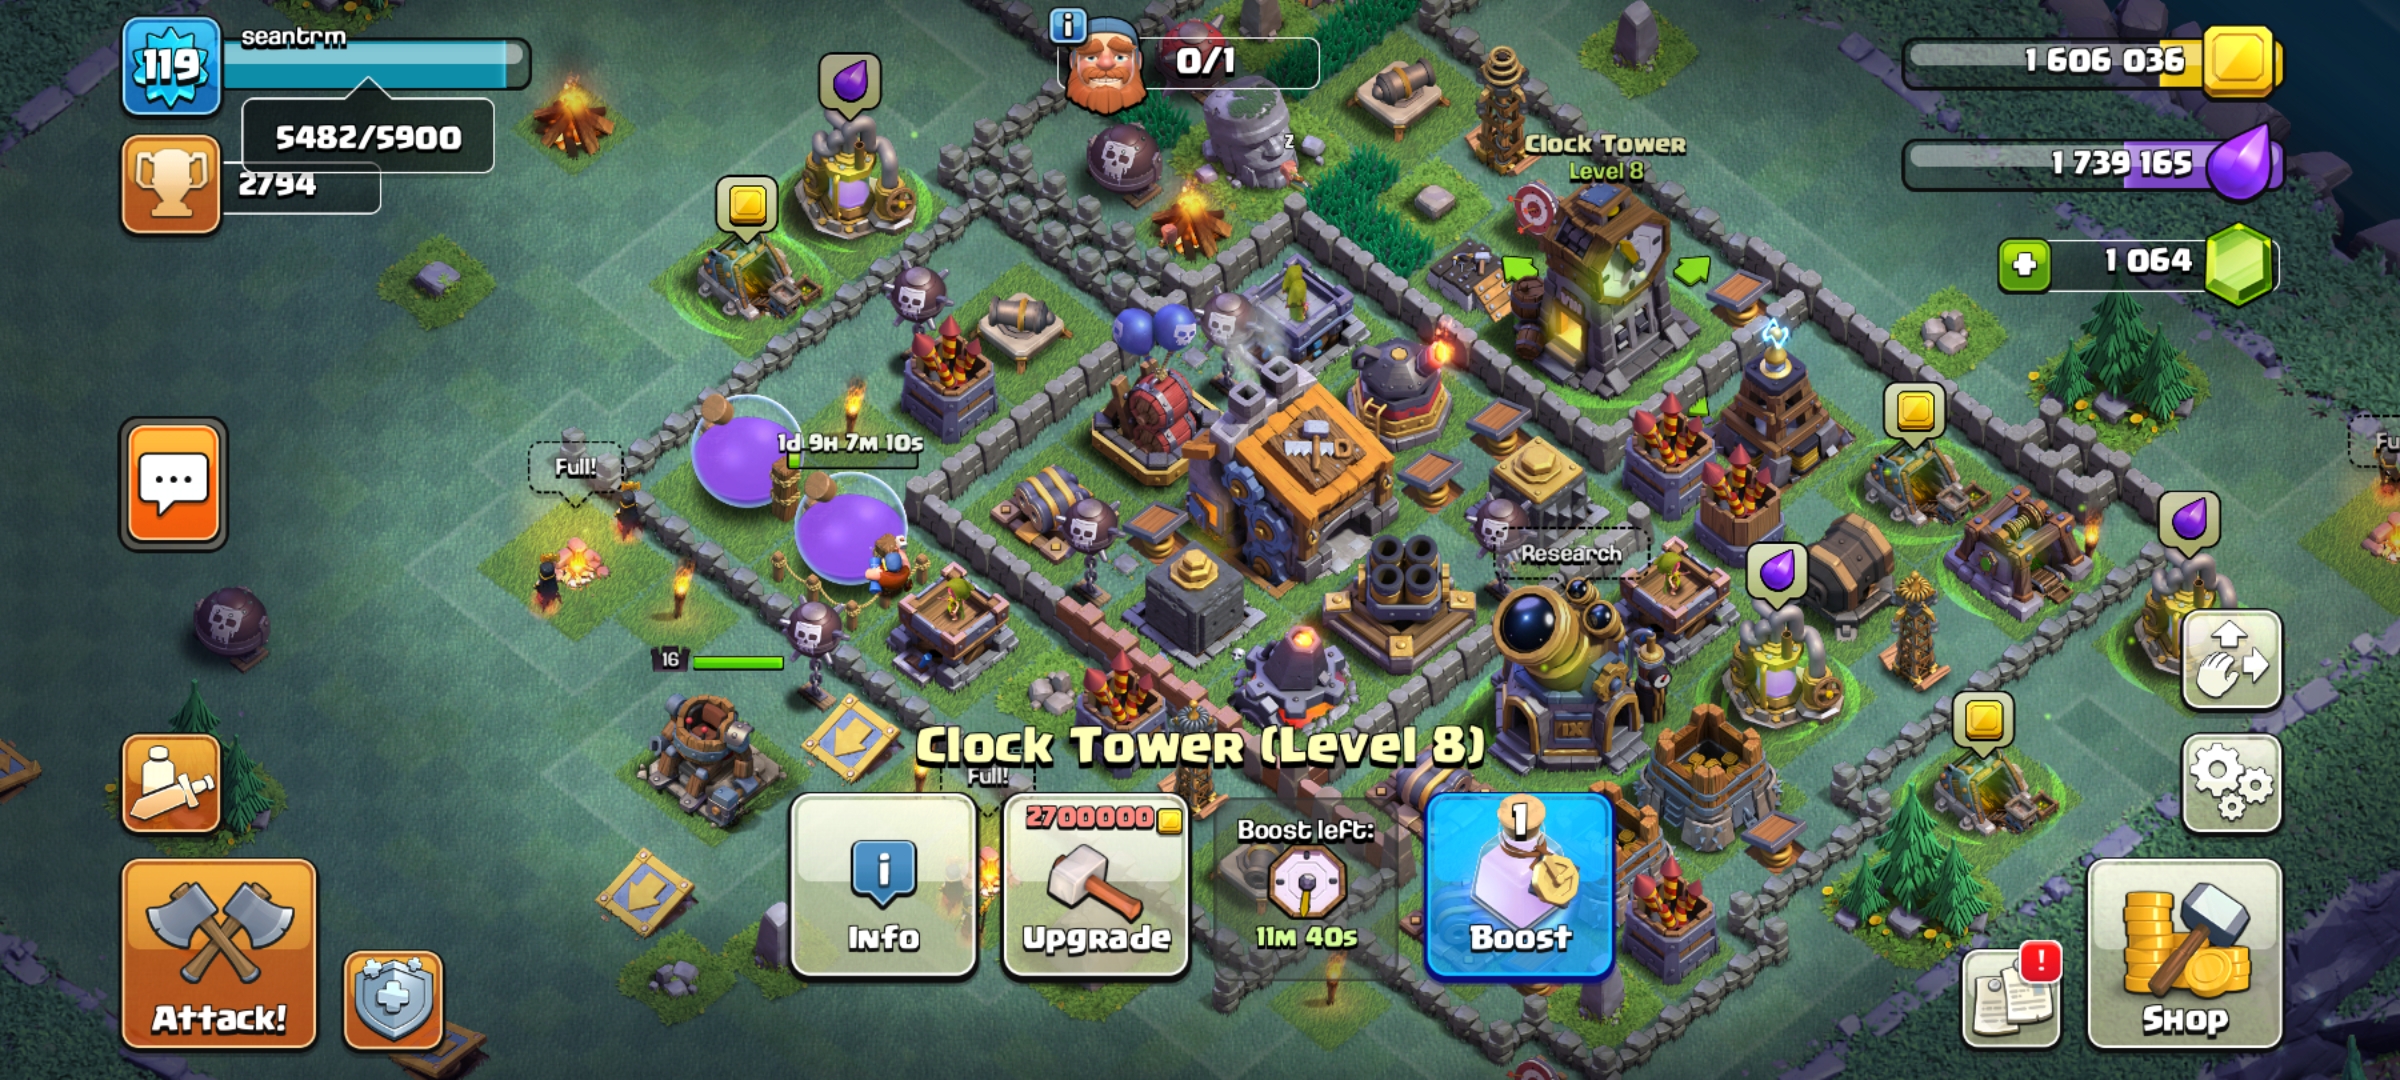 119
seantrm
5482/5900
2794
0/1
1 606 036
1 739 165
1 064
Clock Tower
Level 8
z
1d 9H 7M 10s
Full!
Research
16
Clock Tower (Level 8)
Full!
Info
2700000
Upgrade
Boost left:
11M 40s
1
Boost
Attack!
!
Shop